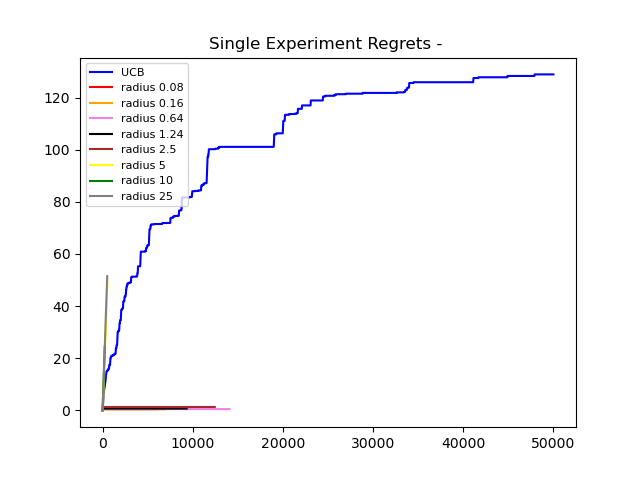 Single Experiment Regrets -
UCB
radius 0.08
radius 0.16
radius 0.64
radius 1.24
radius 2.5
radius 5
radius 10
radius 25
120
100
80
60
40
20
0
0 10000 20000 30000 40000 50000